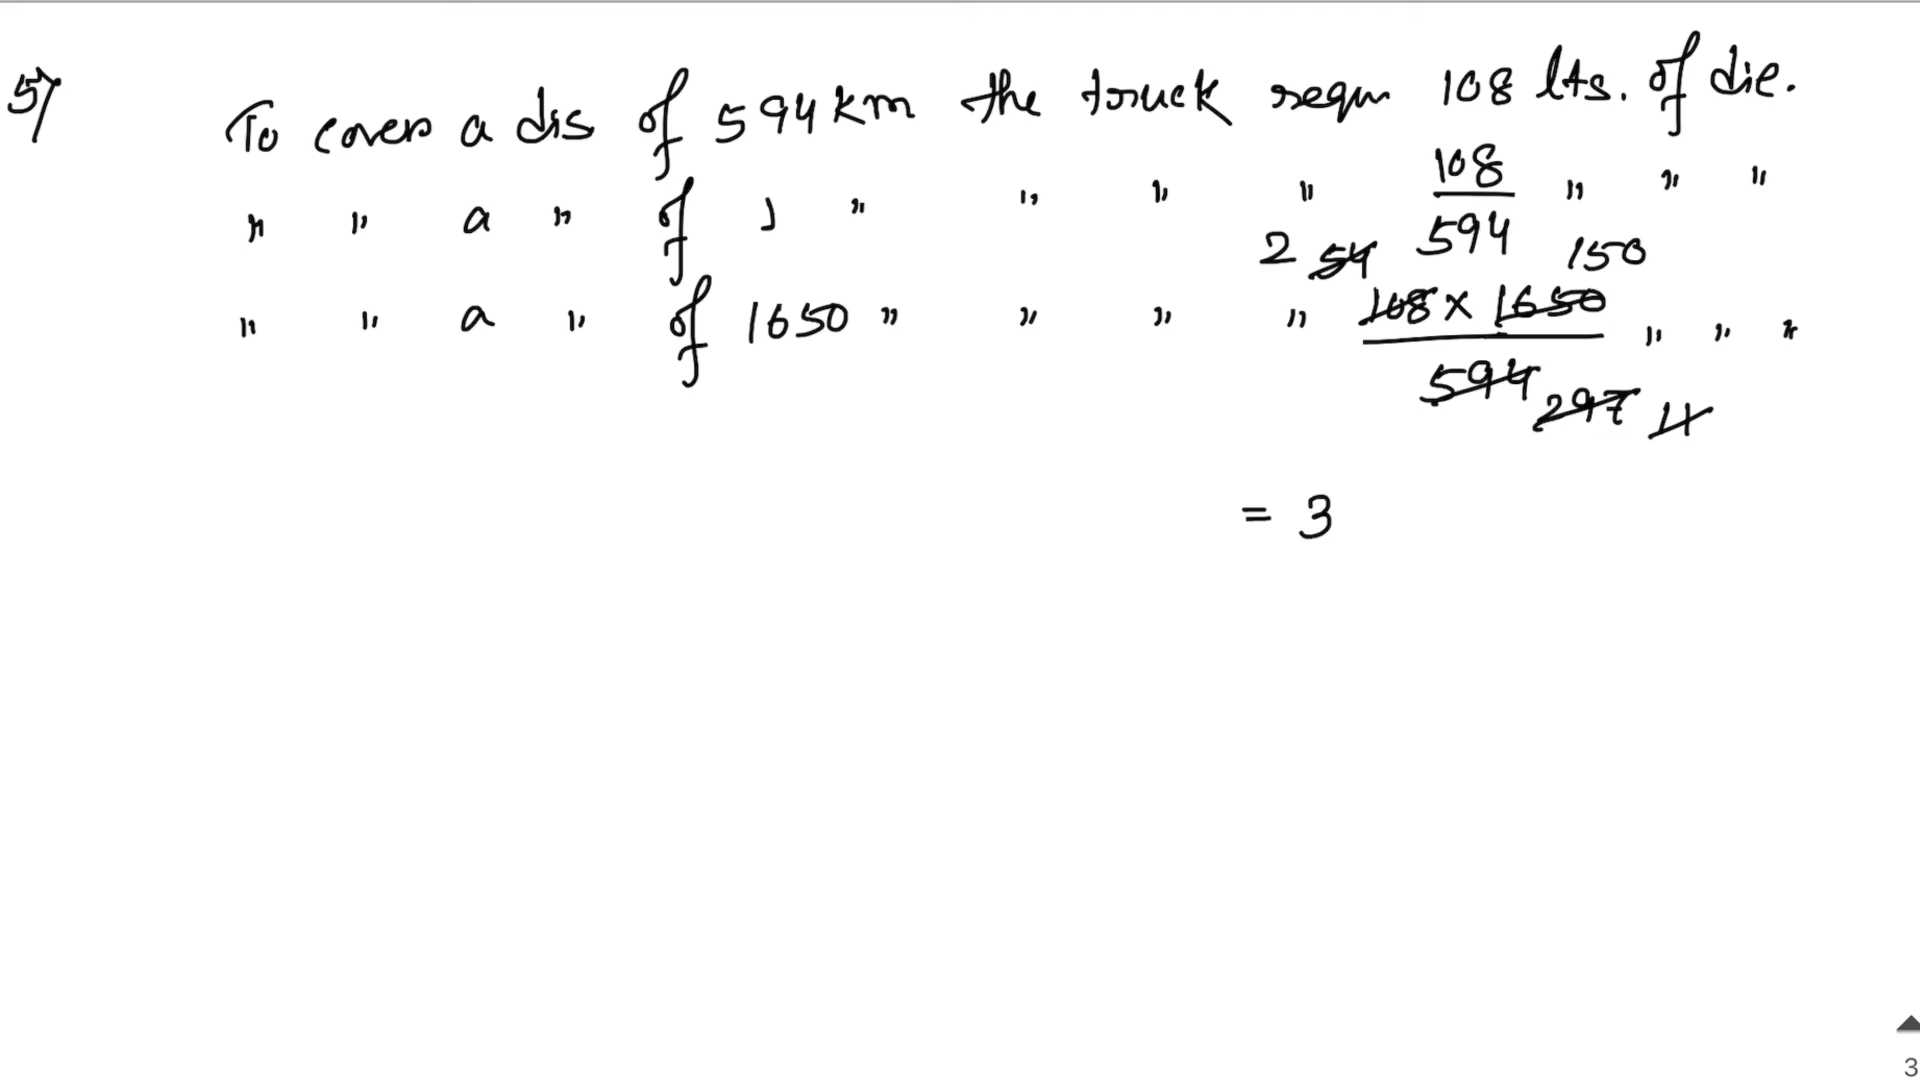 5/ To cover a dis of 594 km the truck requ 108 lts. of die.
" " a " of 1 " " " " 108/594 " " "
2 54 150
" " a " of 1650 " " " " 108 x 1650 / 594 " " "
297 11
= 3
3